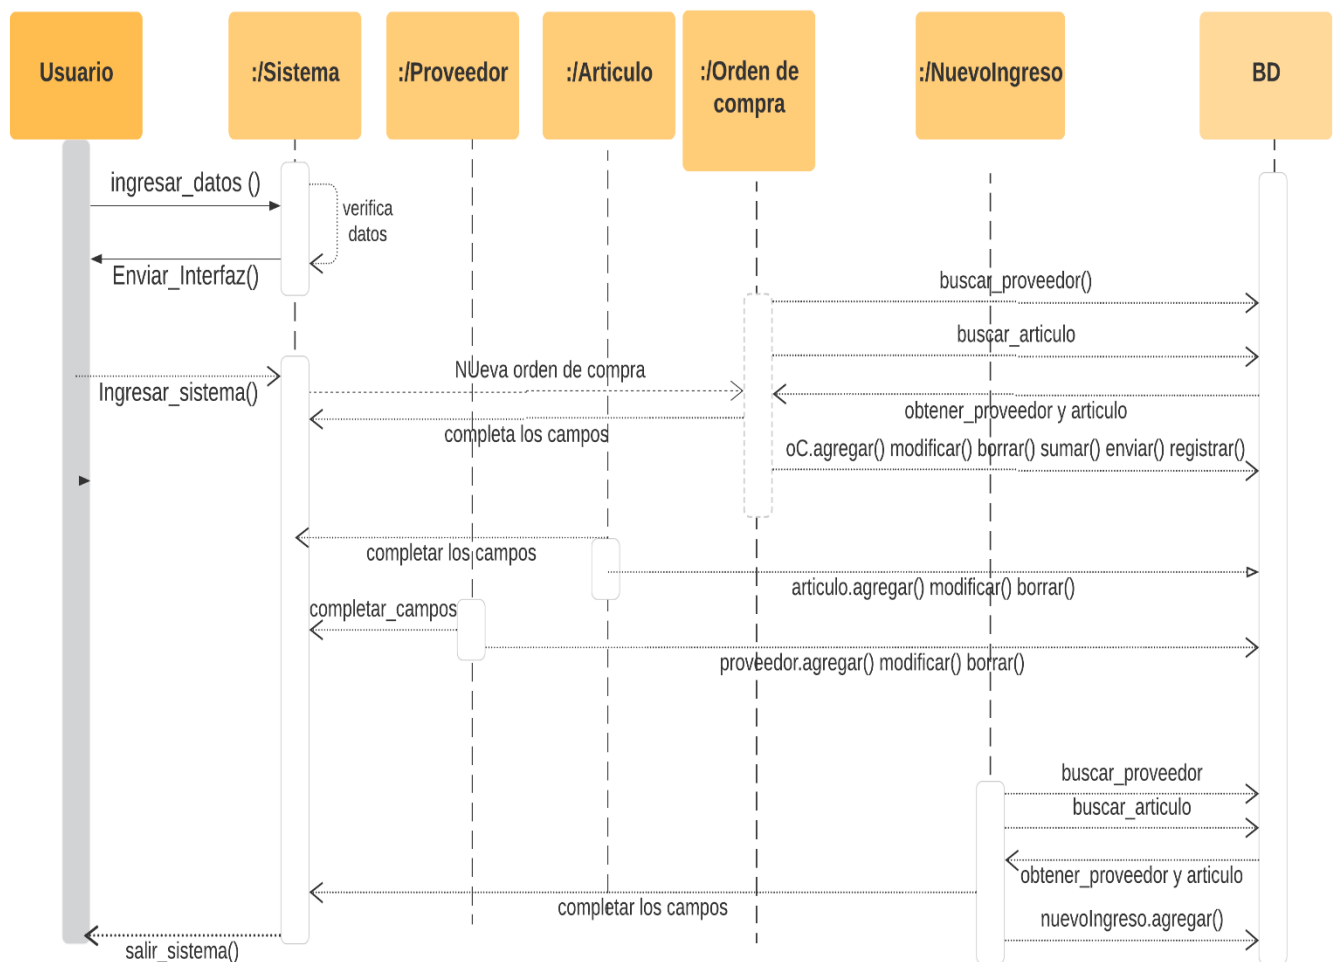 Usuario
:/Sistema
:/Proveedor
:/Articulo
:/Orden de
compra
:/NuevoIngreso
BD
ingresar_datos ()
verifica
datos
Enviar_Interfaz()
buscar_proveedor()
buscar_articulo
NUeva orden de compra
Ingresar_sistema()
obtener_proveedor y articulo
completa los campos
oC.agregar() modificar() borrar() sumar() enviar() registrar()
completar los campos
articulo.agregar() modificar() borrar()
completar_campos
proveedor.agregar() modificar() borrar()
buscar_proveedor
buscar_articulo
obtener_proveedor y articulo
completar los campos
nuevoIngreso.agregar()
salir_sistema()